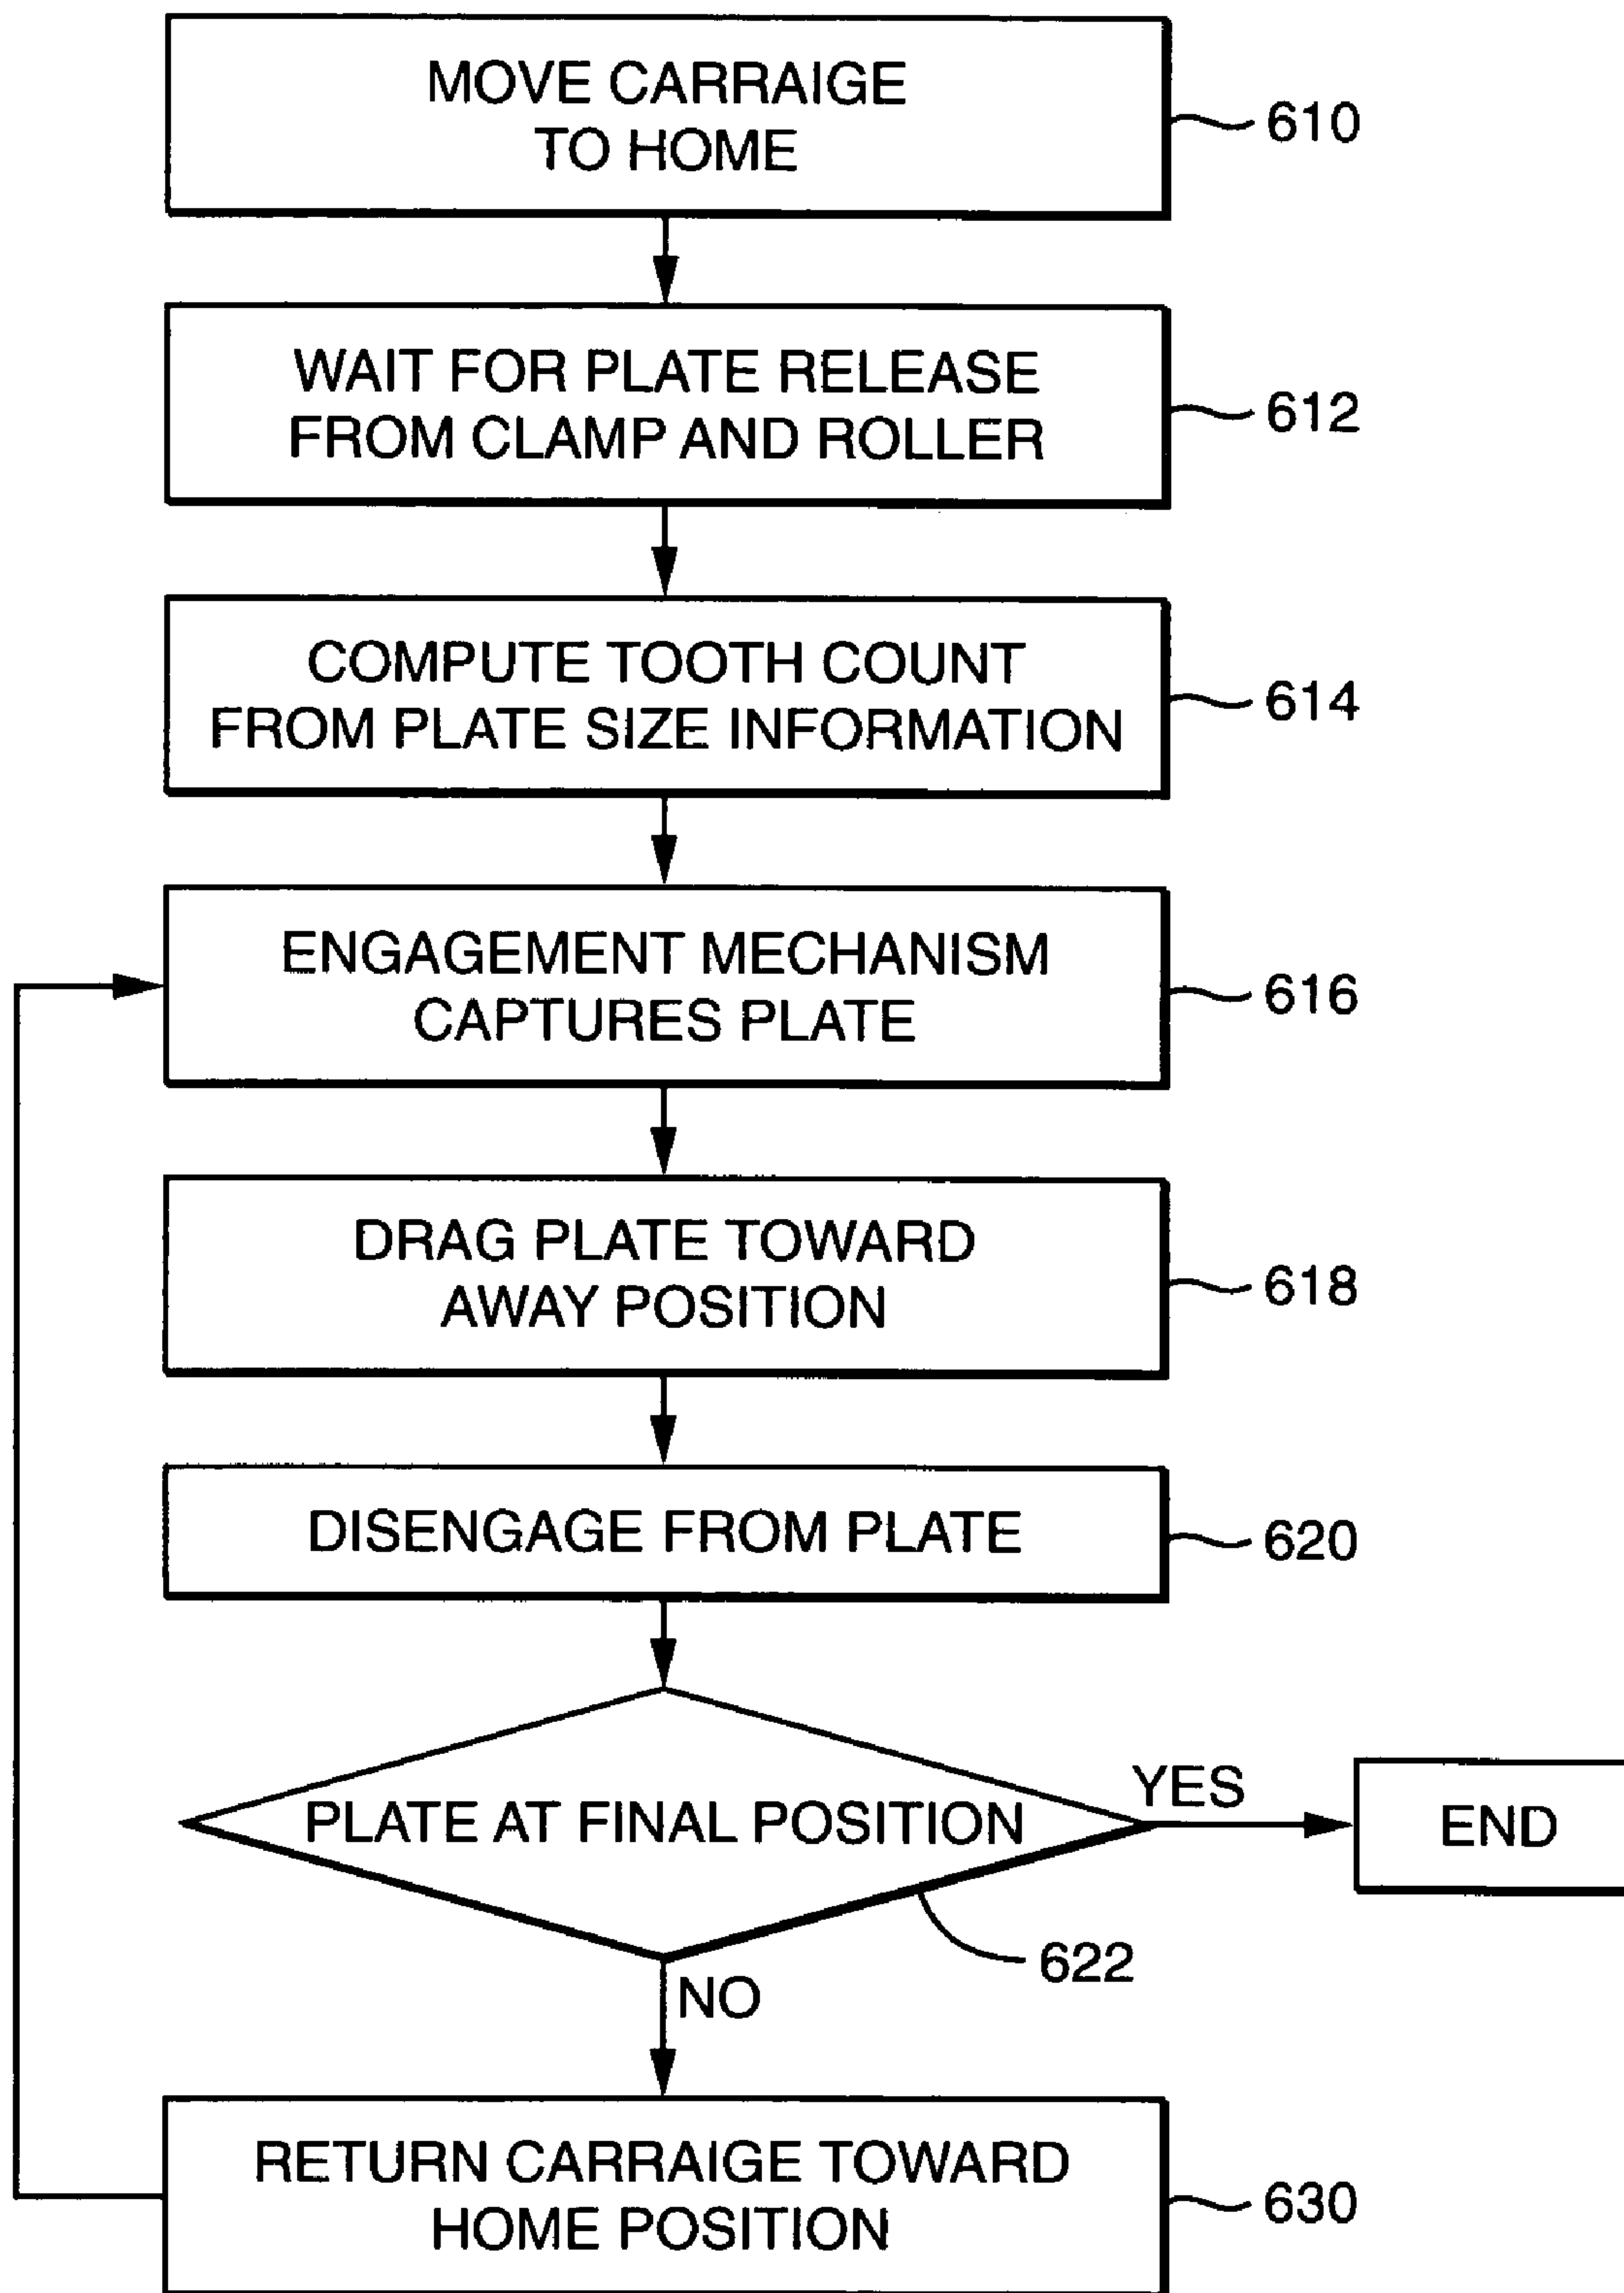 MOVE CARRAIGE
TO HOME
610
WAIT FOR PLATE RELEASE
FROM CLAMP AND ROLLER
612
COMPUTE TOOTH COUNT
FROM PLATE SIZE INFORMATION
614
ENGAGEMENT MECHANISM
CAPTURES PLATE
616
DRAG PLATE TOWARD
AWAY POSITION
618
DISENGAGE FROM PLATE
620
PLATE AT FINAL POSITION
YES
END
622
NO
RETURN CARRAIGE TOWARD
HOME POSITION
630